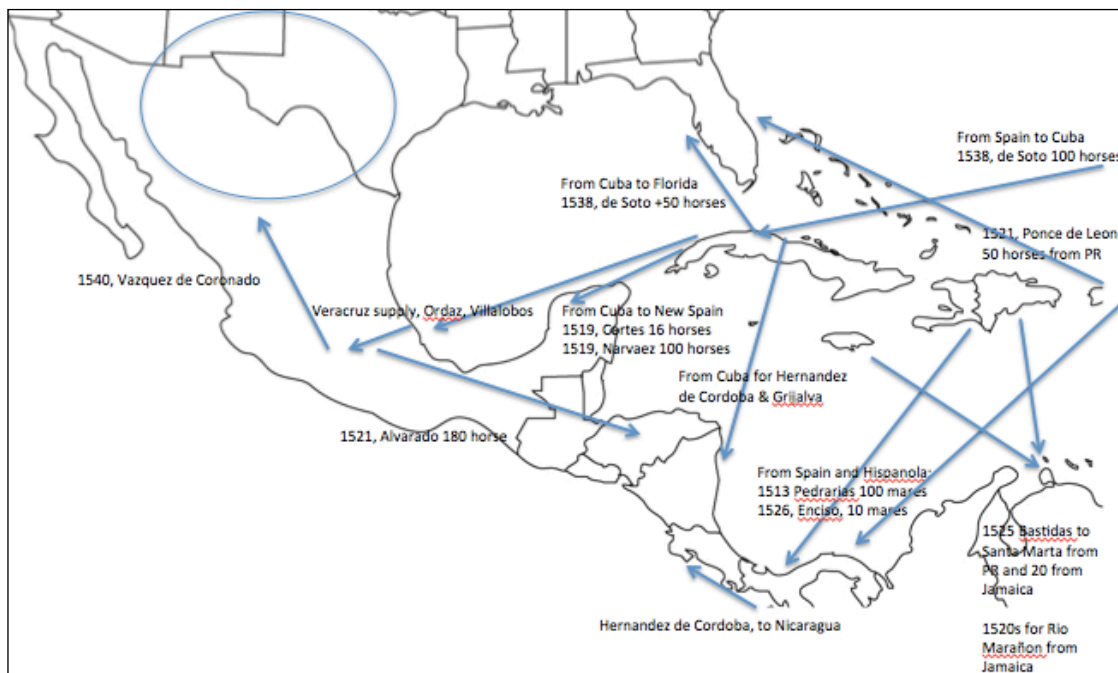 From Spain to Cuba
1538, de Soto 100 horses
From Cuba to Florida
1538, de Soto +50 horses
1521, Ponce de Leon
50 horses from PR
1540, Vazquez de Coronado
Veracruz supply, Ordaz, Villalobos
From Cuba to New Spain
1519, Cortes 16 horses
1519, Narvaez 100 horses
From Cuba for Hernandez
de Cordoba & Grijalva
1521, Alvarado 180 horse
From Spain and Hispanola:
1513 Pedrarias 100 mares
1526, Enciso, 10 mares
1525 Bastidas to
Santa Marta from
PR and 20 from
Jamaica
Hernandez de Cordoba, to Nicaragua
1520s for Rio
Marañon from
Jamaica